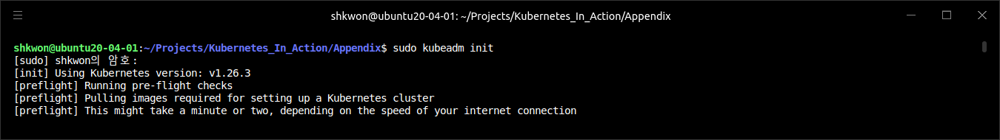 shkwon@ubuntu20-04-01: ~/Projects/Kubernetes_In_Action/Appendix
shkwon@ubuntu20-04-01:~/Projects/Kubernetes_In_Action/Appendix$ sudo kubeadm init
[sudo] shkwon의 암호:
[init] Using Kubernetes version: v1.26.3
[preflight] Running pre-flight checks
[preflight] Pulling images required for setting up a Kubernetes cluster
[preflight] This might take a minute or two, depending on the speed of your internet connection